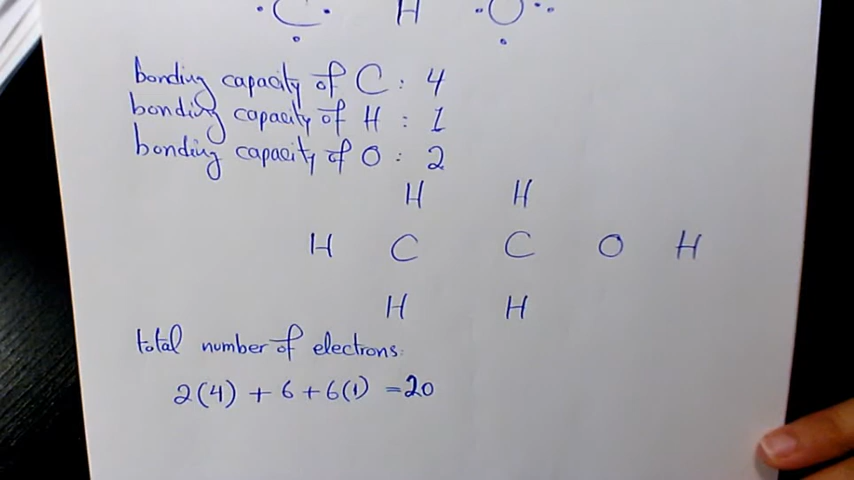 C H O
bonding capacity of C : 4
bonding capacity of H : 1
bonding capacity of O : 2
H H
H C C O H
H H
total number of electrons:
2(4) + 6 + 6(1) = 20